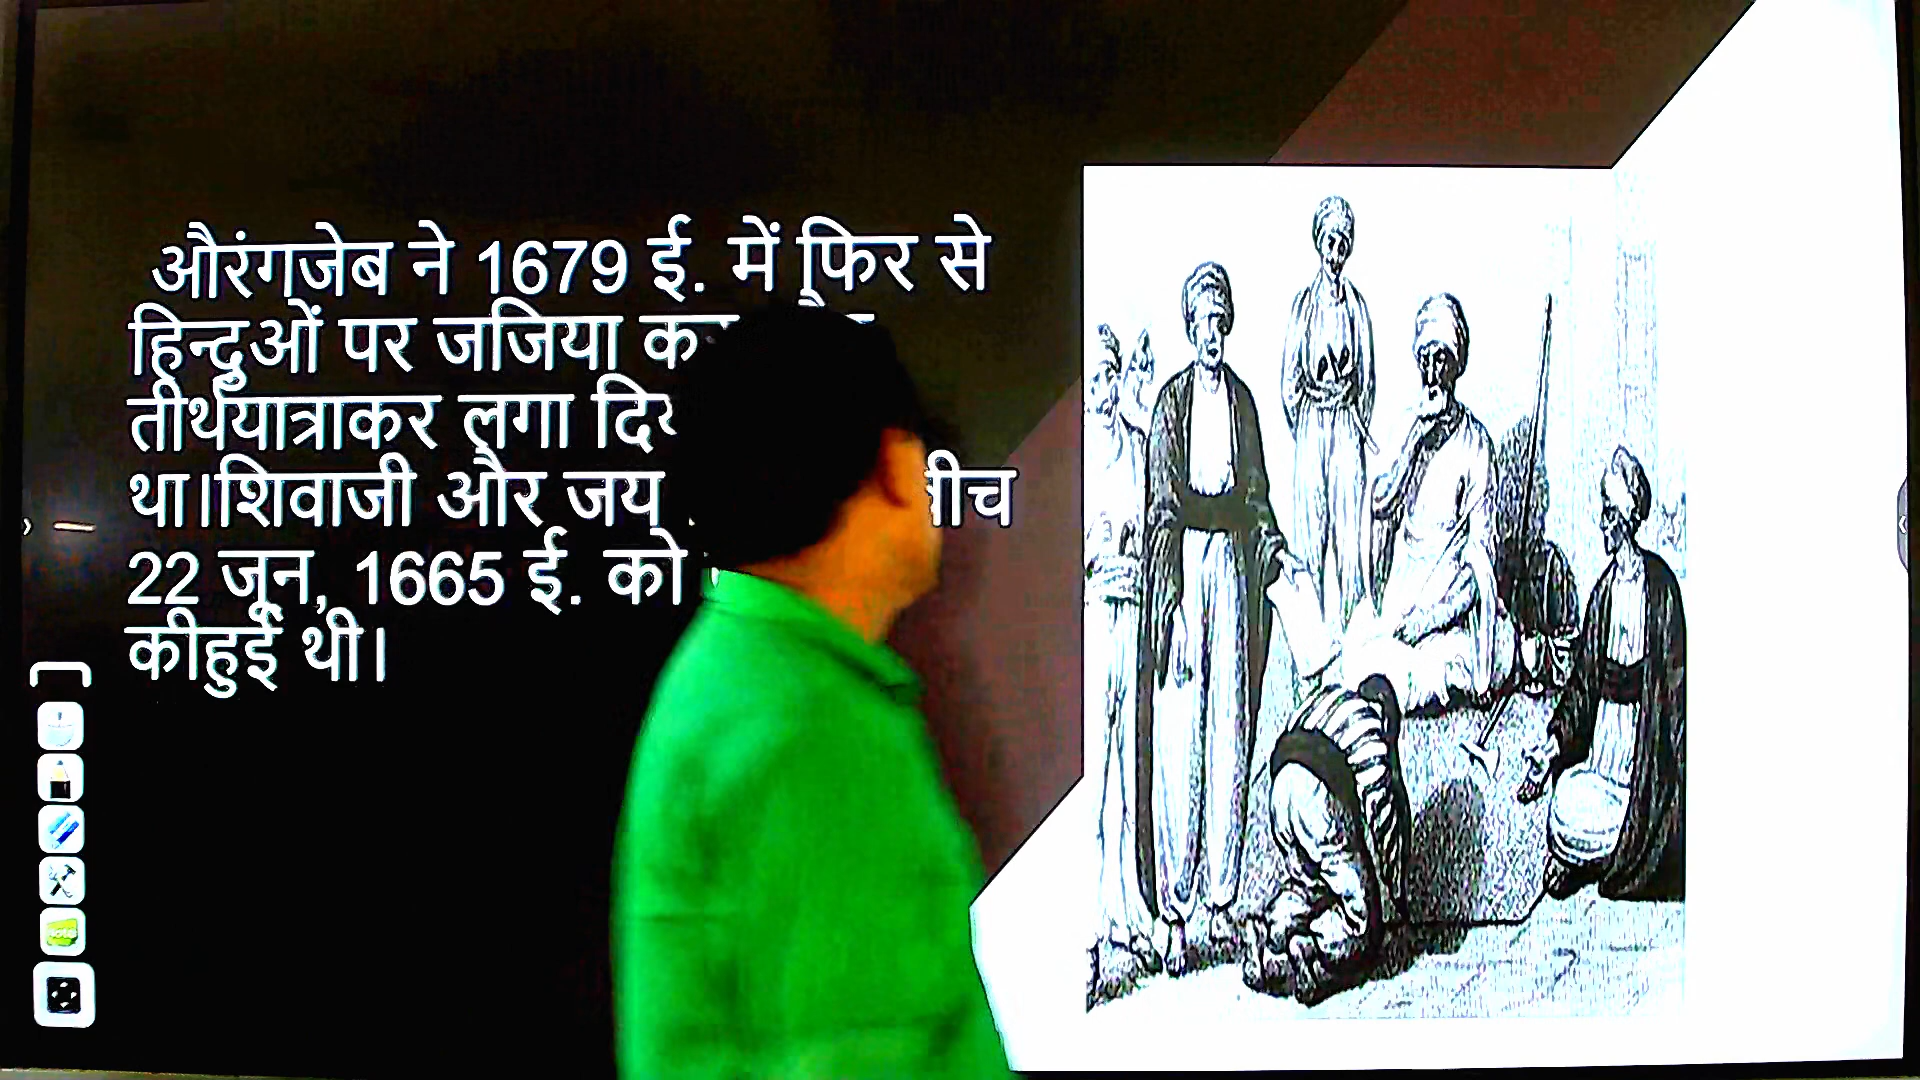 औरंगजेब ने 1679 ई. में फिर से
हिन्दुओं पर जजिया
तीर्थयात्राकर लगा
था।शिवाजी और जय
22 जून, 1665 ई. को
कीहुई थी।